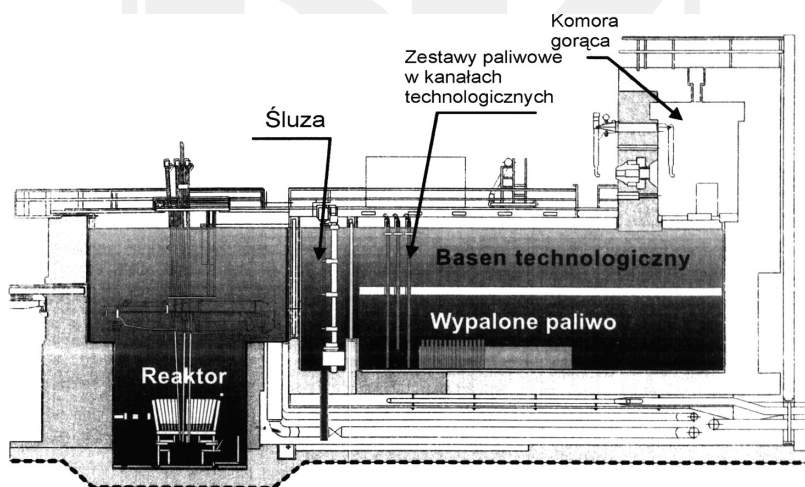 Komora
gorąca
Zestawy paliwowe
w kanałach
technologicznych
Śluza
Basen technologiczny
Wypalone paliwo
Reaktor